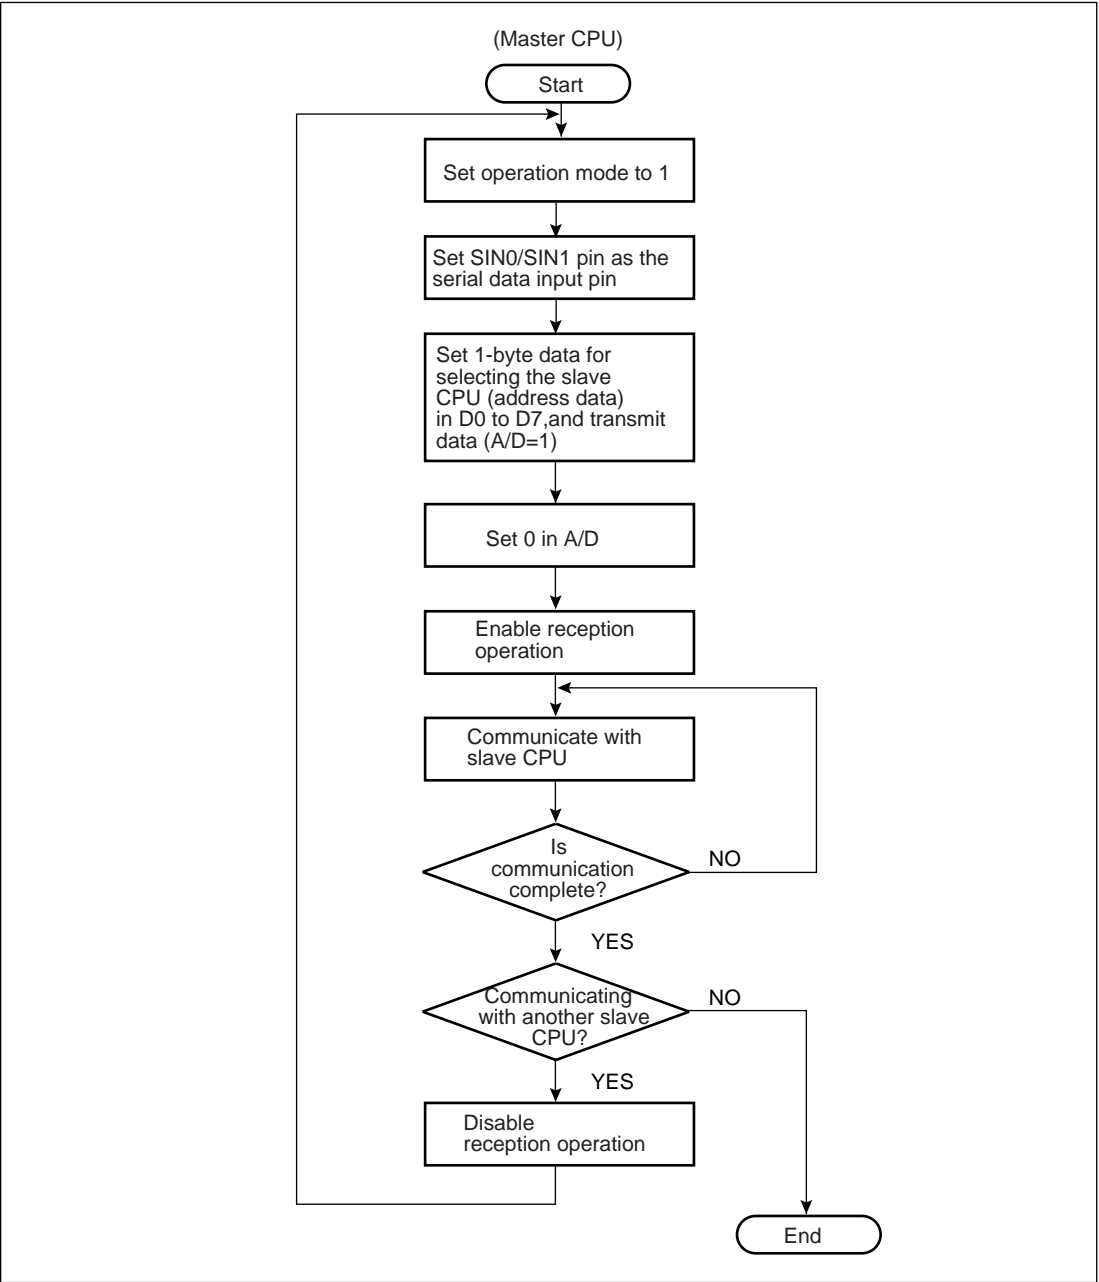 (Master CPU)
Start
Set operation mode to 1
Set SIN0/SIN1 pin as the
serial data input pin
Set 1-byte data for
selecting the slave
CPU (address data)
in D0 to D7,and transmit
data (A/D=1)
Set 0 in A/D
Enable reception
operation
Communicate with
slave CPU
Is
communication
complete?
NO
YES
Communicating
with another slave
CPU?
NO
YES
Disable
reception operation
End